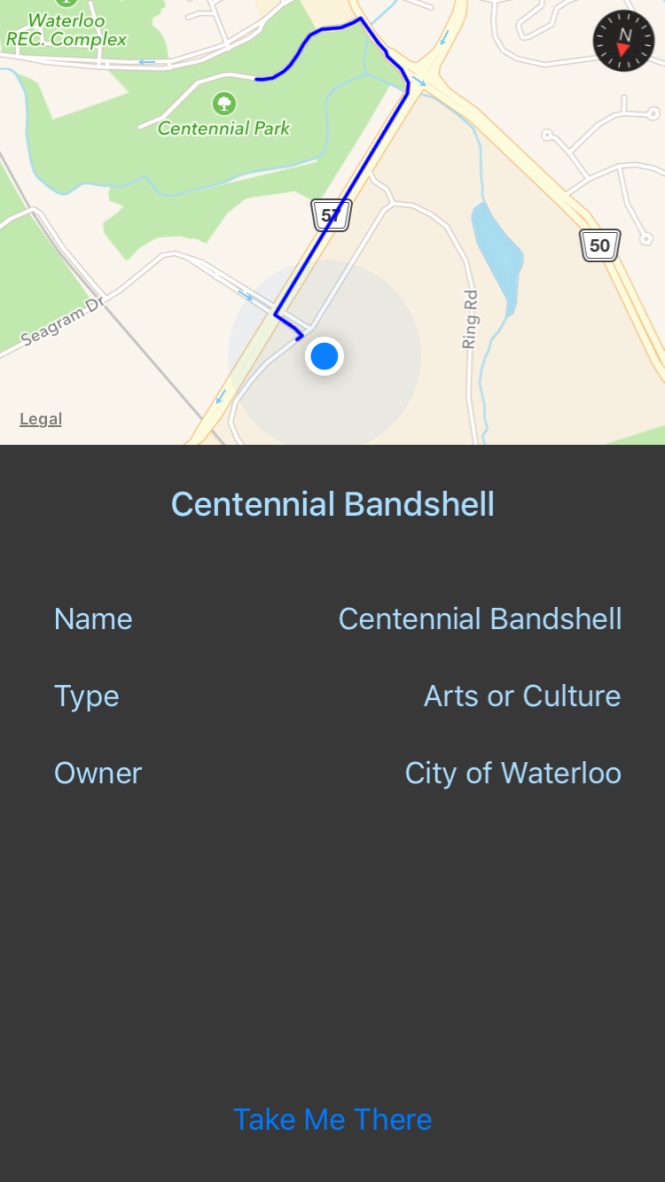 Waterloo
REC. Complex
N
Centennial Park
57
50
Seagram Dr
Ring Rd
Legal
Centennial Bandshell
Name Centennial Bandshell
Type Arts or Culture
Owner City of Waterloo
Take Me There